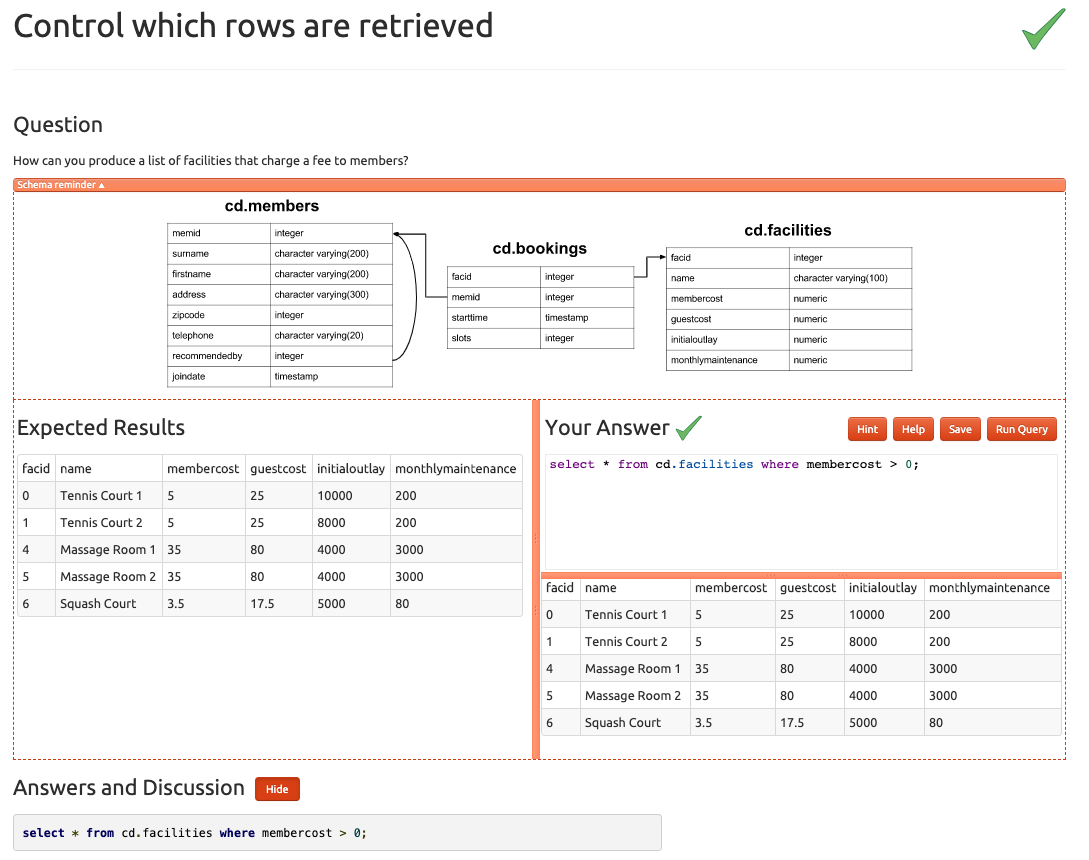 Control which rows are retrieved
Question
How can you produce a list of facilities that charge a fee to members?
Schema reminder ▲
cd.members
memid integer
surname character varying(200)
firstname character varying(200)
address character varying(300)
zipcode integer
telephone character varying(20)
recommendedby integer
joindate timestamp
cd.bookings
facid integer
memid integer
starttime timestamp
slots integer
cd.facilities
facid integer
name character varying(100)
membercost numeric
guestcost numeric
initialoutlay numeric
monthlymaintenance numeric
Expected Results
facid name membercost guestcost initialoutlay monthlymaintenance
0 Tennis Court 1 5 25 10000 200
1 Tennis Court 2 5 25 8000 200
4 Massage Room 1 35 80 4000 3000
5 Massage Room 2 35 80 4000 3000
6 Squash Court 3.5 17.5 5000 80
Your Answer
Hint Help Save Run Query
select * from cd.facilities where membercost > 0;
facid name membercost guestcost initialoutlay monthlymaintenance
0 Tennis Court 1 5 25 10000 200
1 Tennis Court 2 5 25 8000 200
4 Massage Room 1 35 80 4000 3000
5 Massage Room 2 35 80 4000 3000
6 Squash Court 3.5 17.5 5000 80
Answers and Discussion Hide
select * from cd.facilities where membercost > 0;